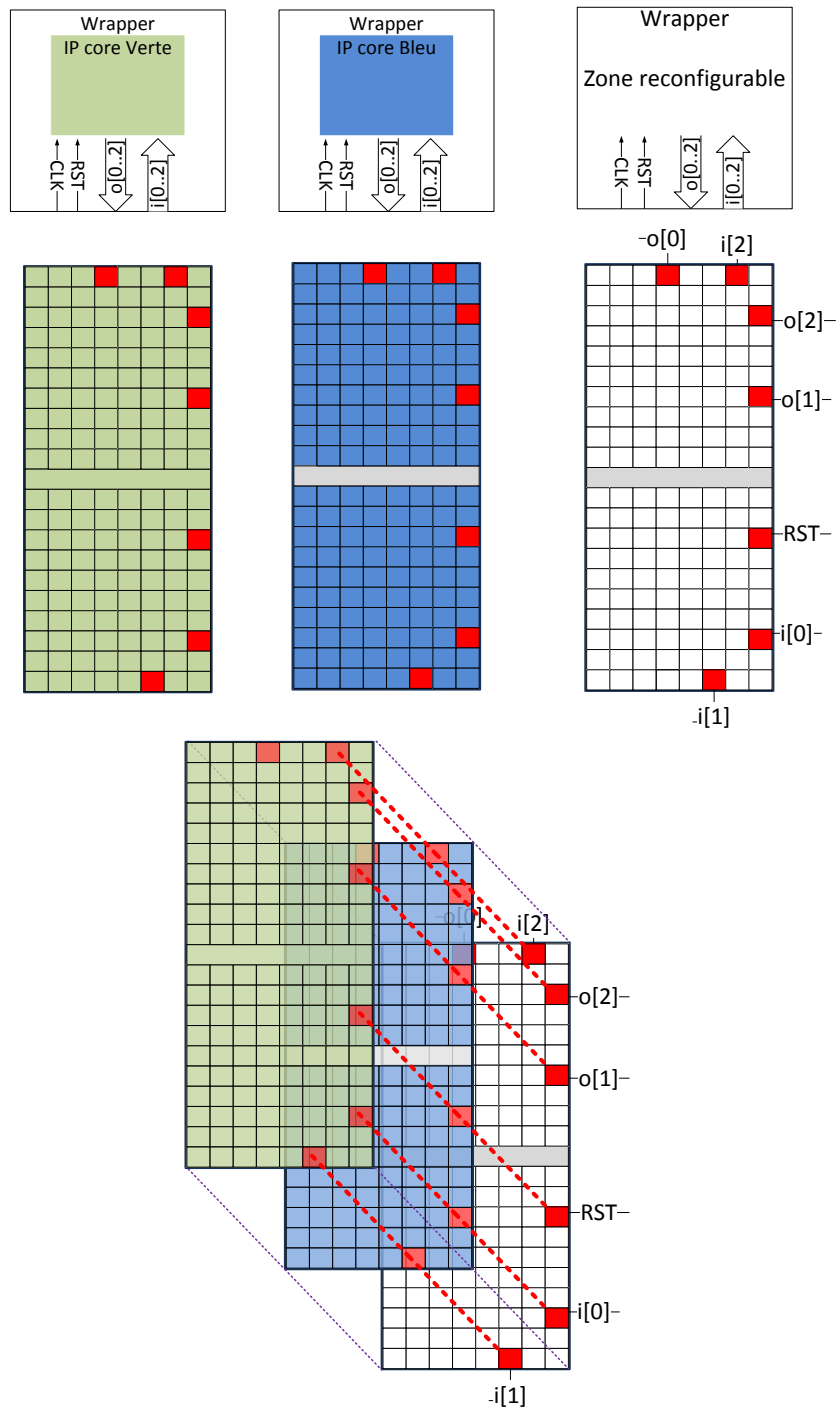 Wrapper
IP core Verte
CLK
RST
o[0..2]
i[0..2]
Wrapper
IP core Bleu
CLK
RST
o[0..2]
i[0..2]
Wrapper
Zone reconfigurable
CLK
RST
o[0..2]
i[0..2]
o[0]
i[2]
o[2]
o[1]
RST
i[0]
i[1]
o[0]
i[2]
o[2]
o[1]
RST
i[0]
i[1]